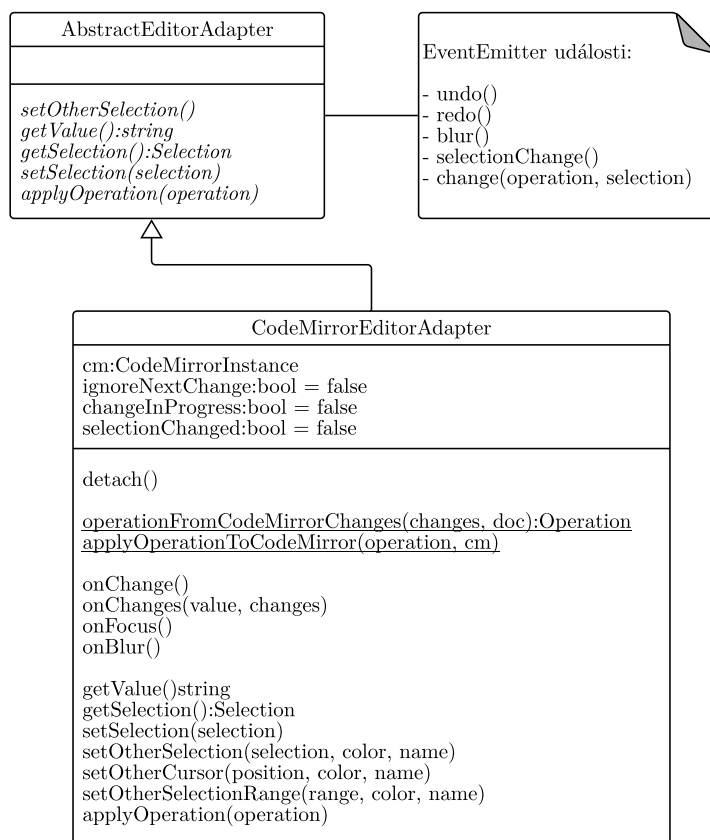 AbstractEditorAdapter
setOtherSelection()
getValue():string
getSelection():Selection
setSelection(selection)
applyOperation(operation)
EventEmitter události:
- undo()
- redo()
- blur()
- selectionChange()
- change(operation, selection)
CodeMirrorEditorAdapter
cm:CodeMirrorInstance
ignoreNextChange:bool = false
changeInProgress:bool = false
selectionChanged:bool = false
detach()
operationFromCodeMirrorChanges(changes, doc):Operation
applyOperationToCodeMirror(operation, cm)
onChange()
onChanges(value, changes)
onFocus()
onBlur()
getValue()string
getSelection():Selection
setSelection(selection)
setOtherSelection(selection, color, name)
setOtherCursor(position, color, name)
setOtherSelectionRange(range, color, name)
applyOperation(operation)